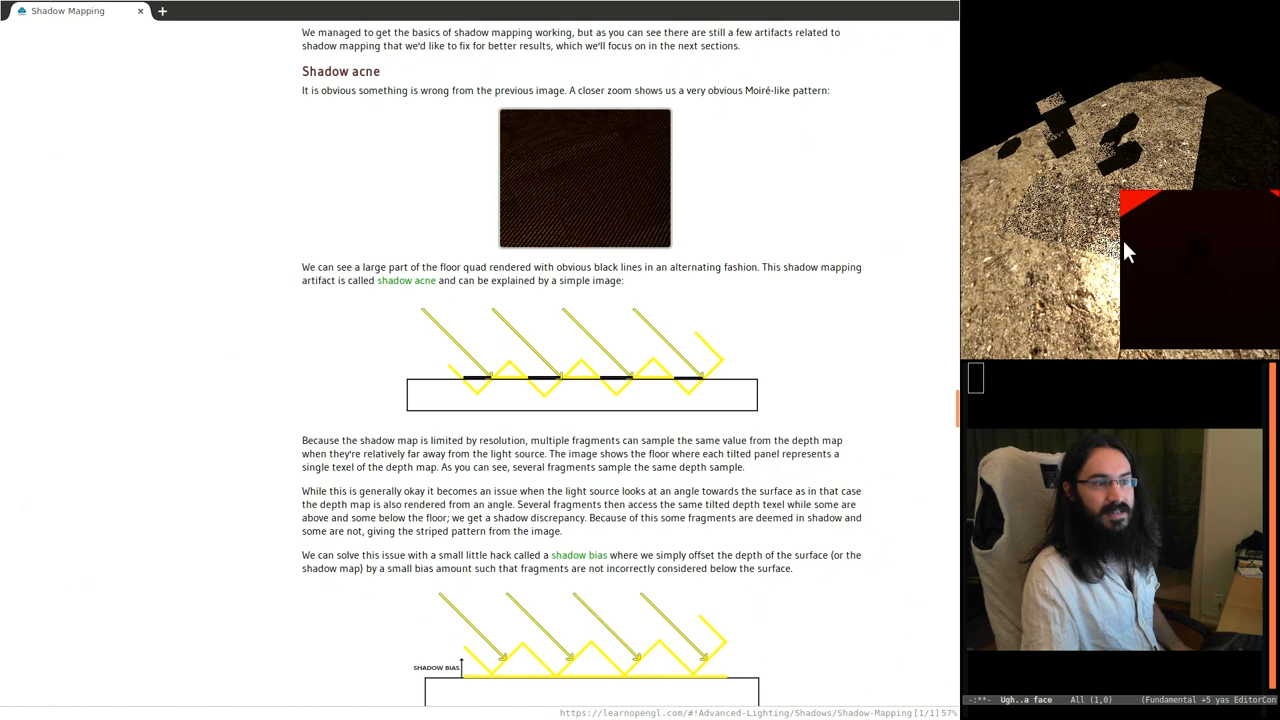 Shadow Mapping
We managed to get the basics of shadow mapping working, but as you can see there are still a few artifacts related to
shadow mapping that we'd like to fix for better results, which we'll focus on in the next sections.
Shadow acne
It is obvious something is wrong from the previous image. A closer zoom shows us a very obvious Moiré-like pattern:
We can see a large part of the floor quad rendered with obvious black lines in an alternating fashion. This shadow mapping
artifact is called shadow acne and can be explained by a simple image:
Because the shadow map is limited by resolution, multiple fragments can sample the same value from the depth map
when they're relatively far away from the light source. The image shows the floor where each tilted panel represents a
single texel of the depth map. As you can see, several fragments sample the same depth sample.
While this is generally okay it becomes an issue when the light source looks at an angle towards the surface as in that case
the depth map is also rendered from an angle. Several fragments then access the same tilted depth texel while some are
above and some below the floor; we get a shadow discrepancy. Because of this some fragments are deemed in shadow and
some are not, giving the striped pattern from the image.
We can solve this issue with a small little hack called a shadow bias where we simply offset the depth of the surface (or the
shadow map) by a small bias amount such that fragments are not incorrectly considered below the surface.
SHADOW BIAS
-:**- Ugh..a face All (1,0) (Fundamental +5 yas EditorCon
https://learnopengl.com/#!Advanced-Lighting/Shadows/Shadow-Mapping [1/1] 57%